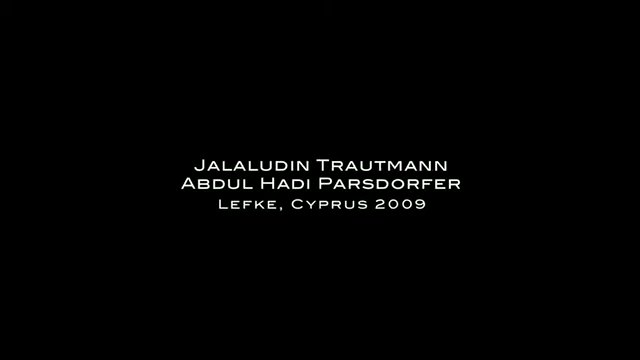 Jalaludin Trautmann
Abdul Hadi Parsdorfer
Lefke, Cyprus 2009